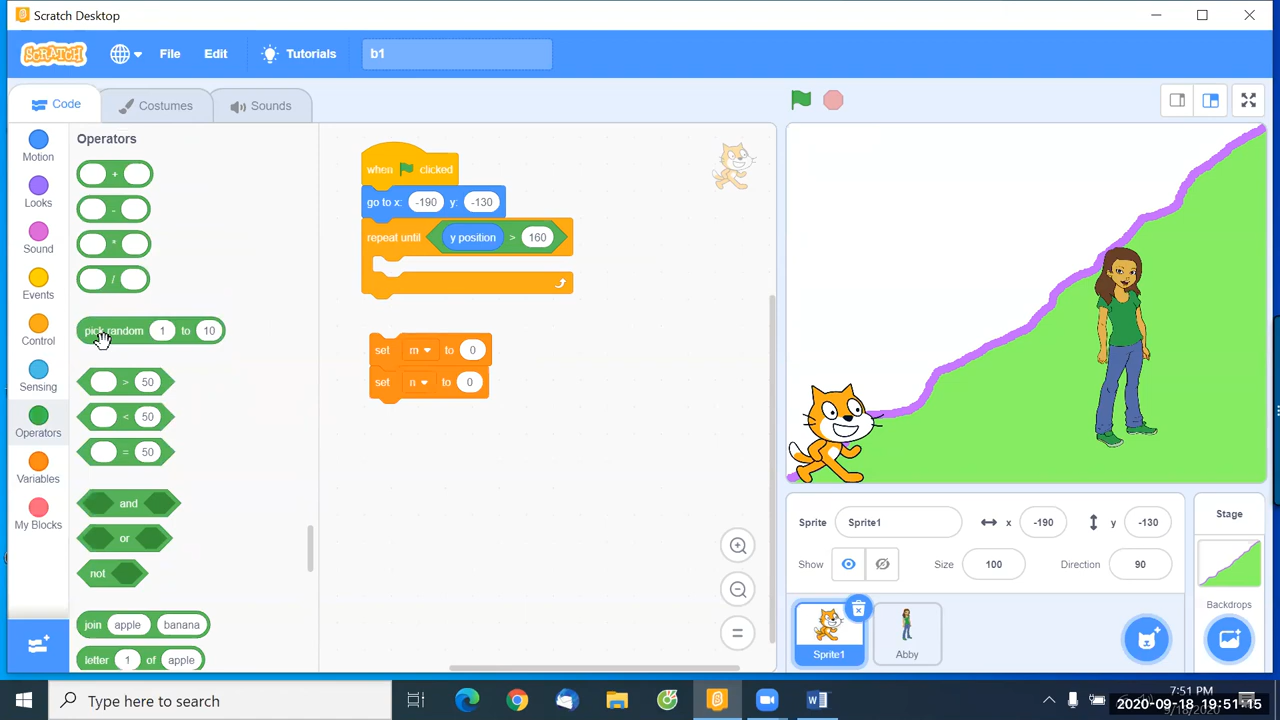 Scratch Desktop
SCRATCH File Edit Tutorials b1
Code Costumes Sounds
Motion
Looks
Sound
Events
Control
Sensing
Operators
Variables
My Blocks
Operators
+
-
*
/
pick random 1 to 10
> 50
< 50
= 50
and
or
not
join apple banana
letter 1 of apple
when clicked
go to x: -190 y: -130
repeat until y position > 160
set m to 0
set n to 0
Sprite Sprite1 x -190 y -130
Show Size 100 Direction 90
Sprite1
Abby
Stage
Backdrops
Type here to search
7:51 PM
2020-09-18 19:51:15